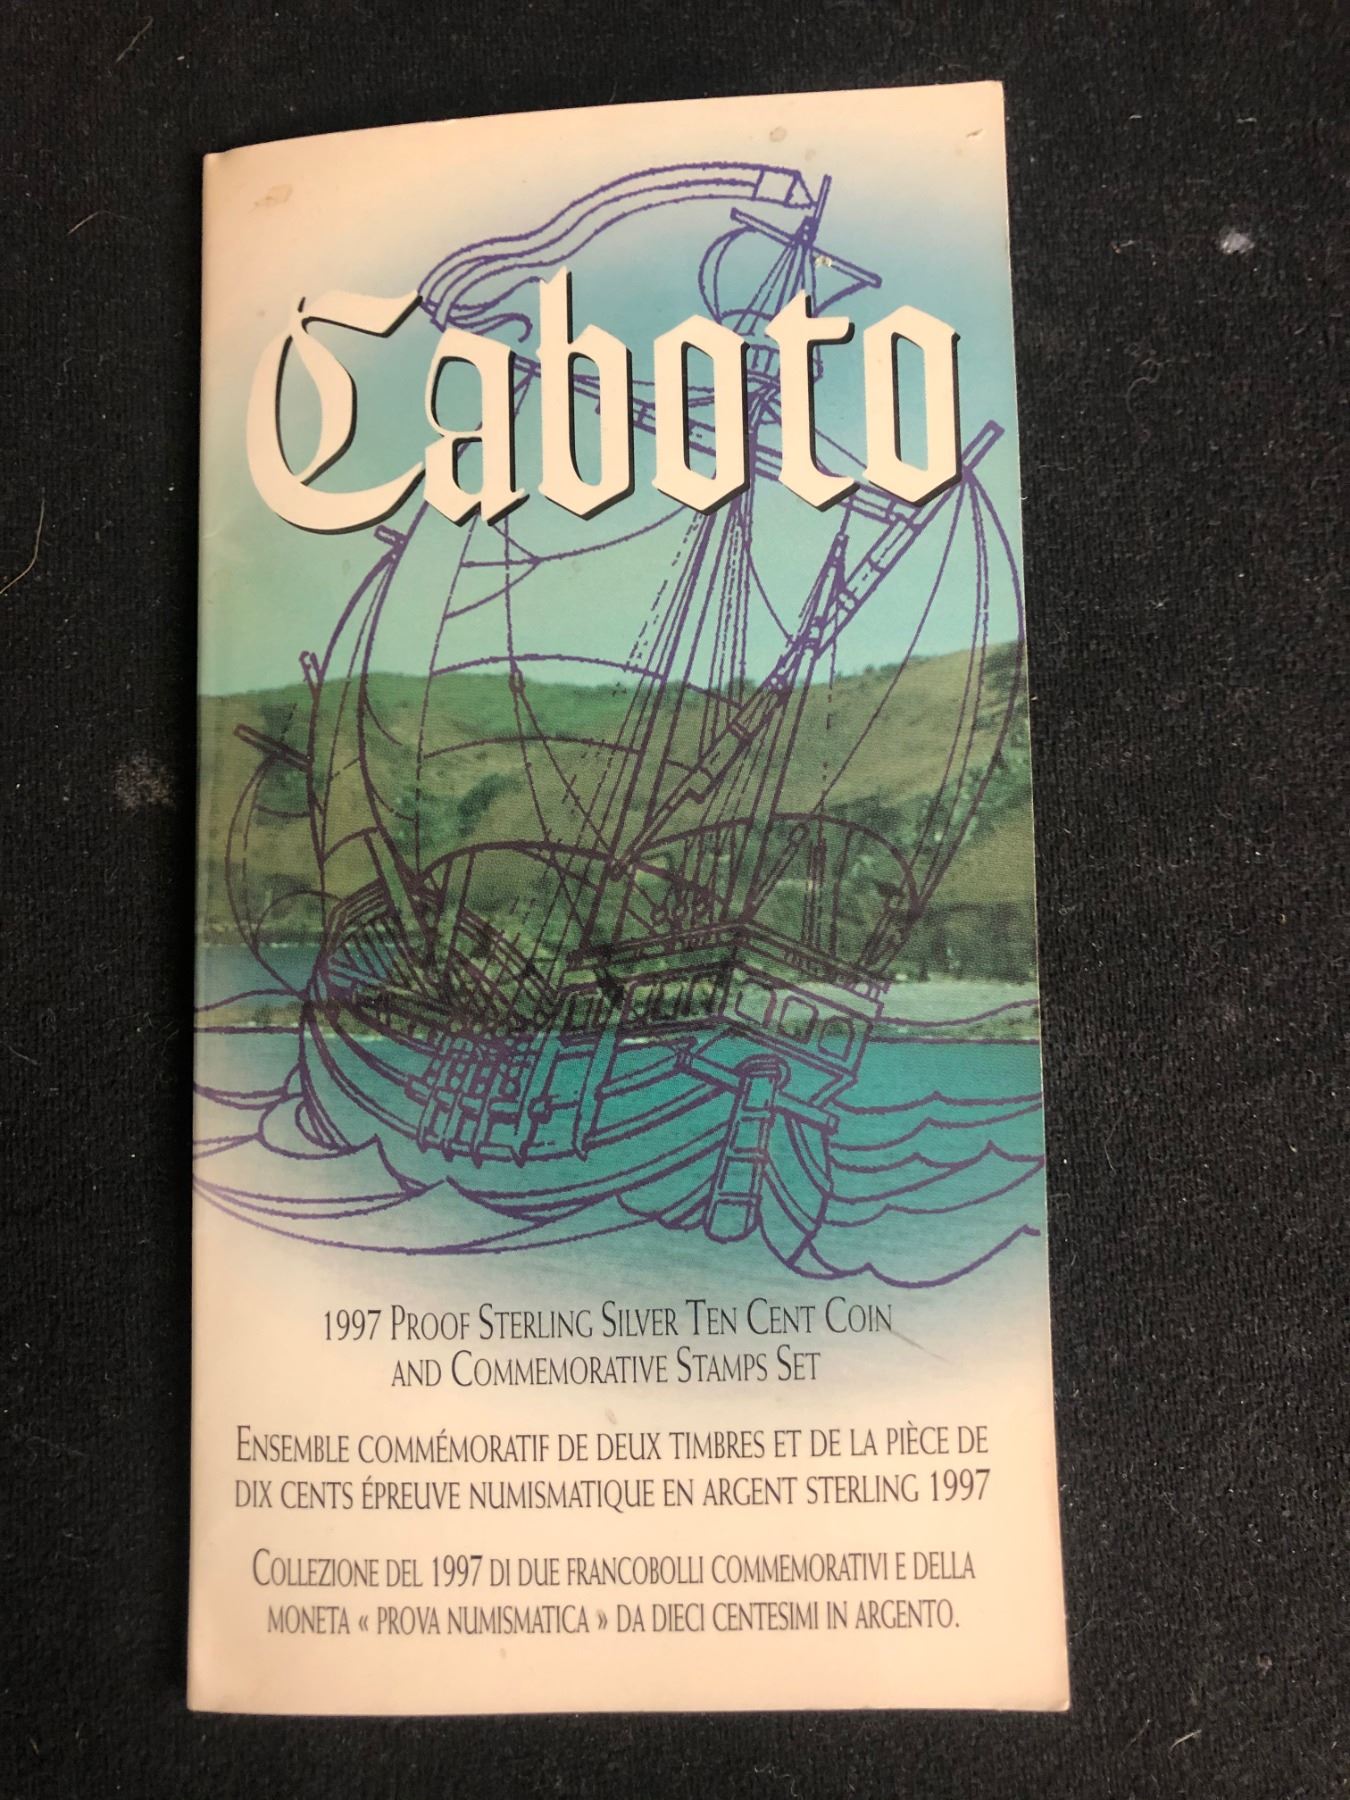 Caboto
1997 Proof Sterling Silver Ten Cent Coin
and Commemorative Stamps Set
Ensemble commémoratif de deux timbres et de la pièce de
dix cents épreuve numismatique en argent sterling 1997
Collezione del 1997 di due francobolli commemorativi e della
moneta « prova numismatica » da dieci centesimi in argento.